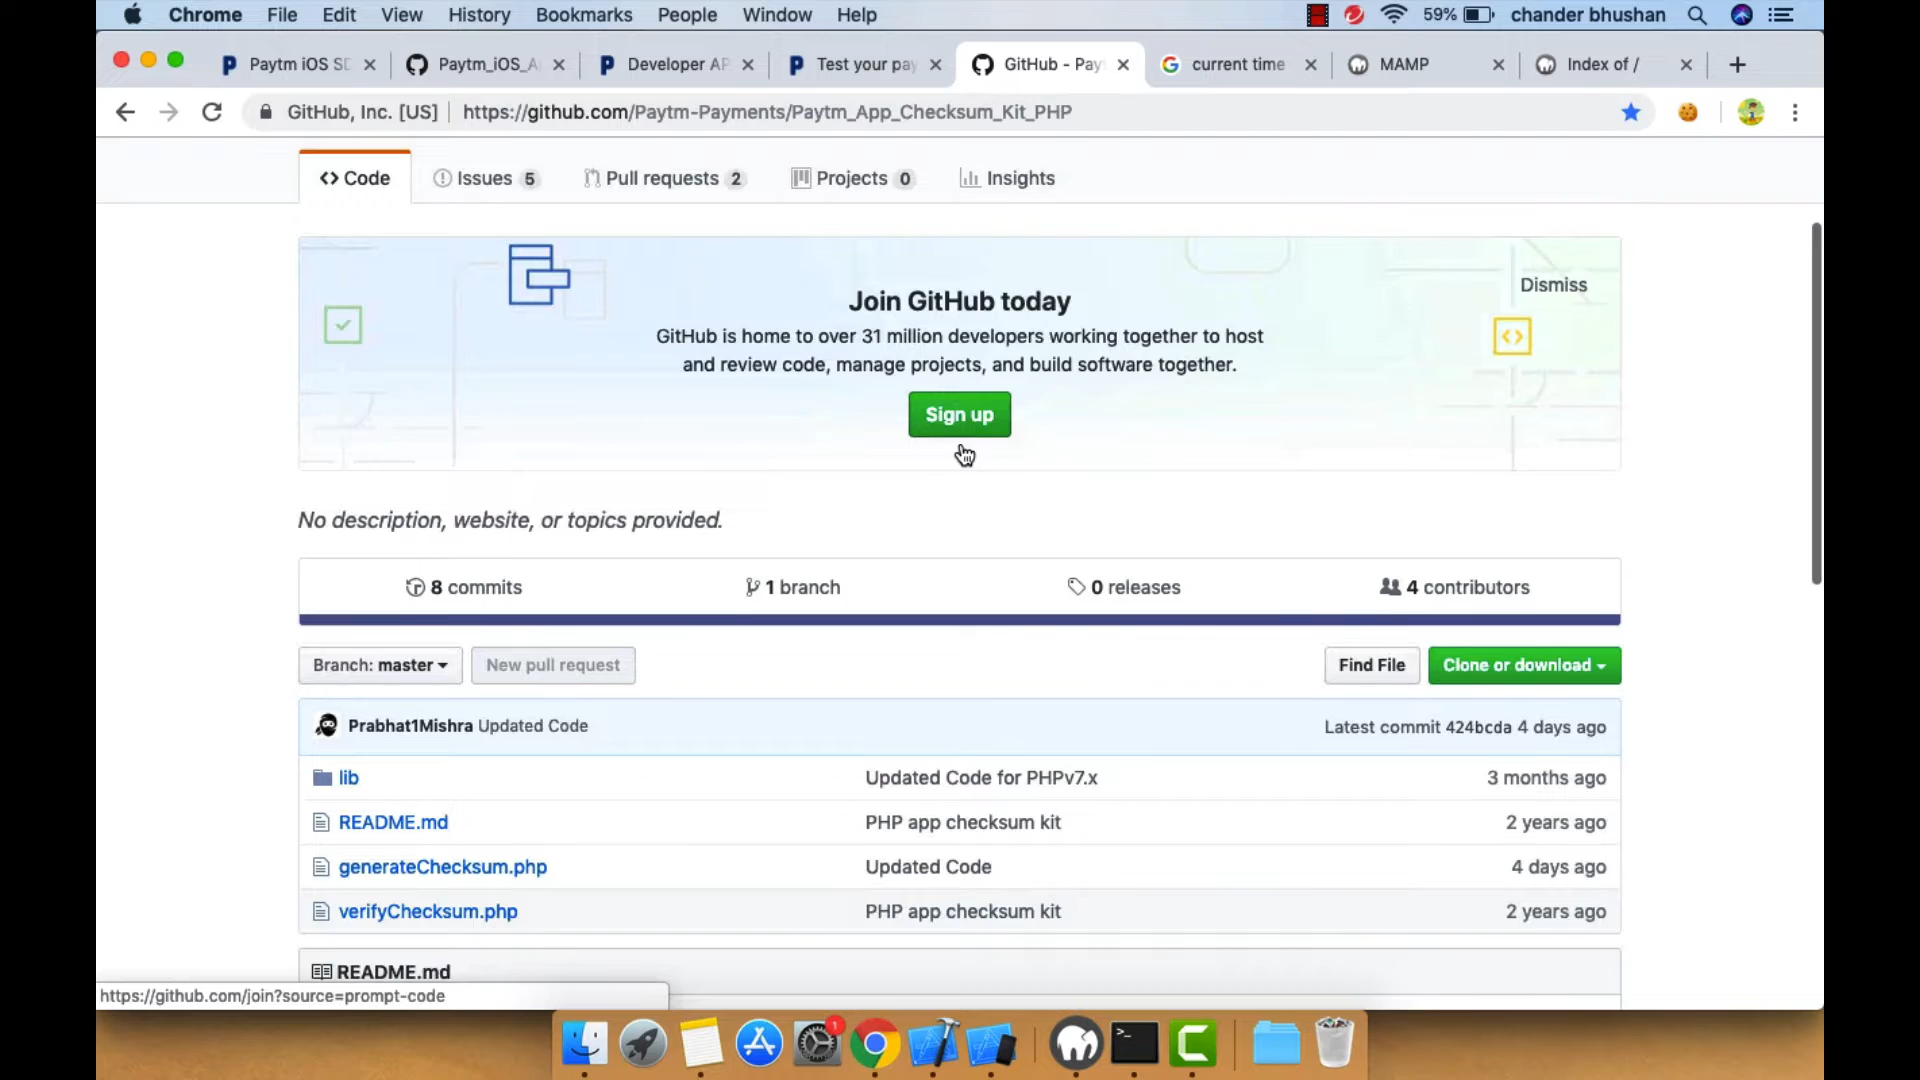 Chrome File Edit View History Bookmarks People Window Help 59% chander bhushan
Paytm iOS SD Paytm_iOS_A Developer AP Test your pay GitHub - Payt current time MAMP Index of /
GitHub, Inc. [US] https://github.com/Paytm-Payments/Paytm_App_Checksum_Kit_PHP
Code Issues 5 Pull requests 2 Projects 0 Insights
Dismiss
Join GitHub today
GitHub is home to over 31 million developers working together to host
and review code, manage projects, and build software together.
Sign up
No description, website, or topics provided.
8 commits 1 branch 0 releases 4 contributors
Branch: master New pull request Find File Clone or download
Prabhat1Mishra Updated Code Latest commit 424bcda 4 days ago
lib Updated Code for PHPv7.x 3 months ago
README.md PHP app checksum kit 2 years ago
generateChecksum.php Updated Code 4 days ago
verifyChecksum.php PHP app checksum kit 2 years ago
README.md
https://github.com/join?source=prompt-code
1